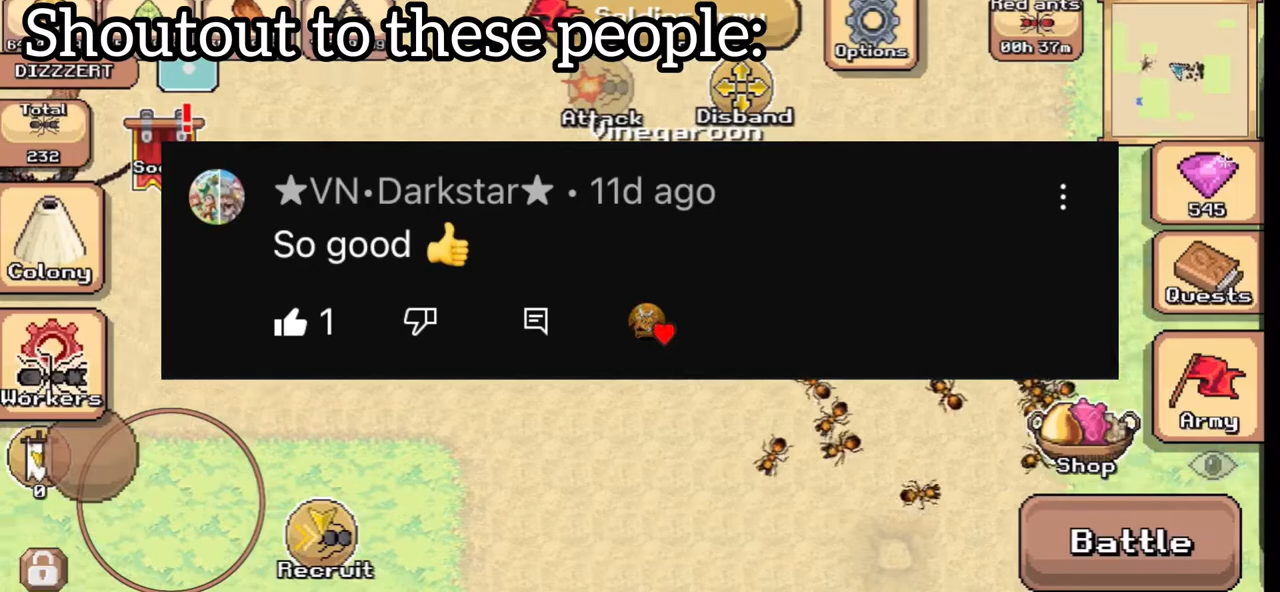 Shoutout to these people:
Options
Red ants
00h 37m
DIZZZERT
Total
232
Attack
Disband
Vinegaroon
★VN•Darkstar★ • 11d ago
So good 👍
1
545
Colony
Quests
Workers
Army
0
Shop
Recruit
Battle